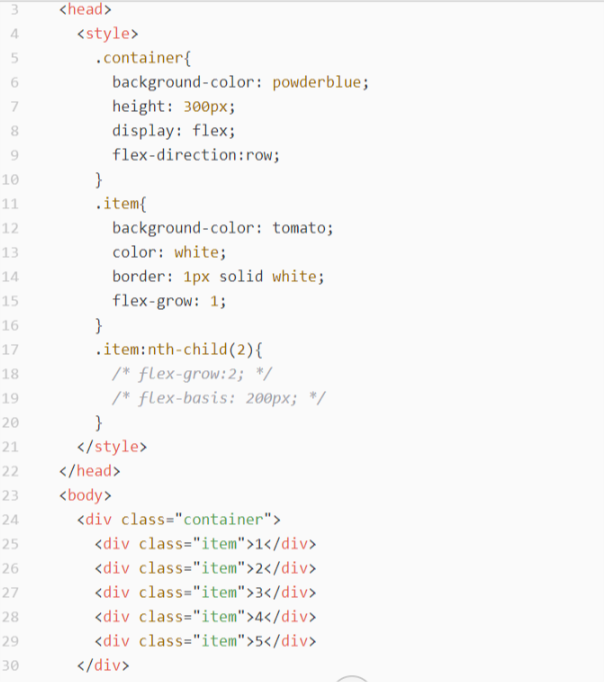 3 <head>
4 <style>
5 .container{
6 background-color: powderblue;
7 height: 300px;
8 display: flex;
9 flex-direction:row;
10 }
11 .item{
12 background-color: tomato;
13 color: white;
14 border: 1px solid white;
15 flex-grow: 1;
16 }
17 .item:nth-child(2){
18 /* flex-grow:2; */
19 /* flex-basis: 200px; */
20 }
21 </style>
22 </head>
23 <body>
24 <div class="container">
25 <div class="item">1</div>
26 <div class="item">2</div>
27 <div class="item">3</div>
28 <div class="item">4</div>
29 <div class="item">5</div>
30 </div>